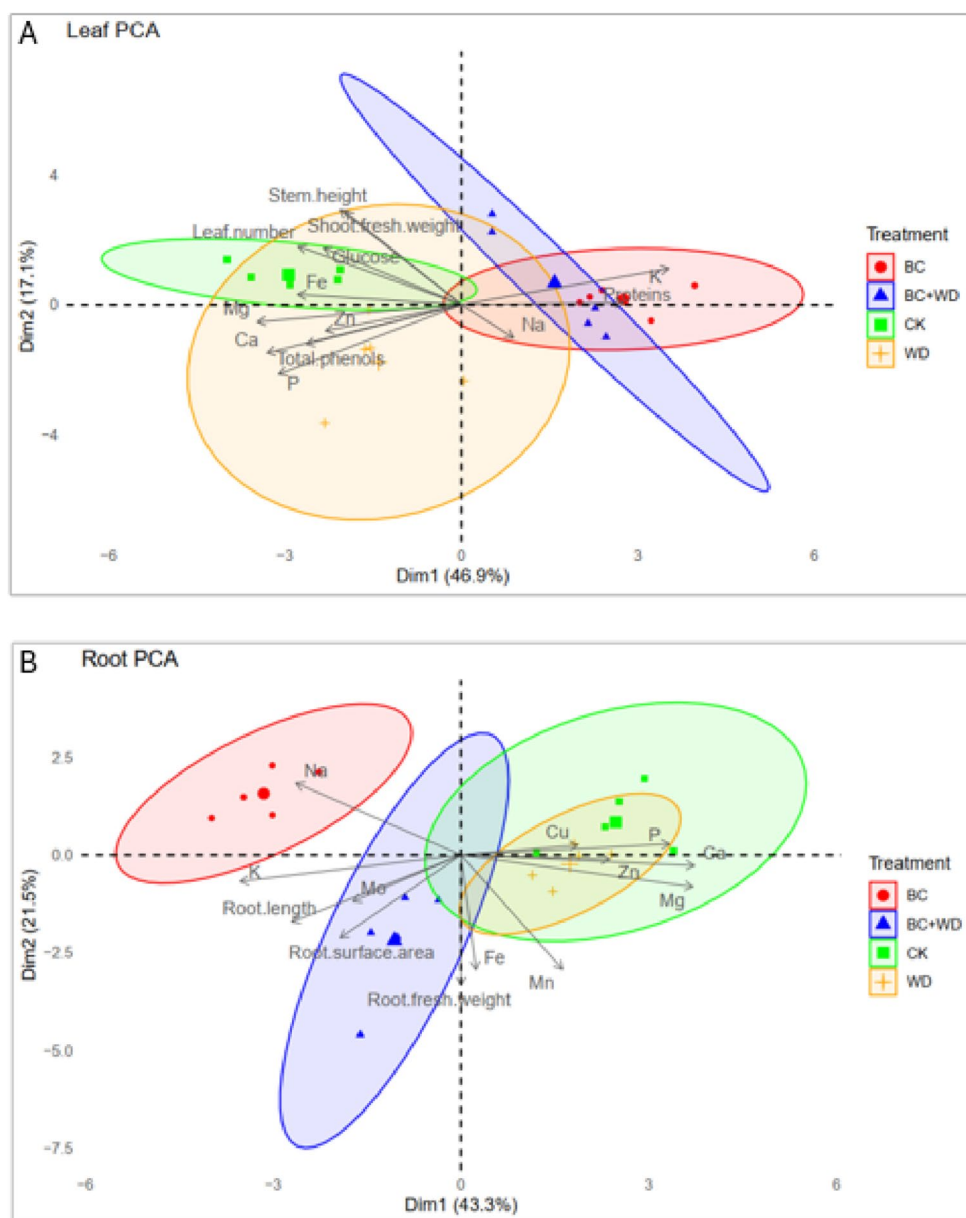 A Leaf PCA
Dim2 (17.1%)
4
0
−4
Stem.height
Leaf.number
Shoot.fresh.weight
Glucose
Fe
K
Proteins
Mg
Zn
Na
Ca
Total.phenols
P
Treatment
BC
BC+WD
CK
WD
−6 −3 0 3 6
Dim1 (46.9%)
B Root PCA
Dim2 (21.5%)
2.5
0.0
−2.5
−5.0
−7.5
Na
Cu
P
Ca
K
Mo
Zn
Root.length
Mg
Root.surface.area
Fe
Mn
Root.fresh.weight
Treatment
BC
BC+WD
CK
WD
−3 0 3 6
Dim1 (43.3%)